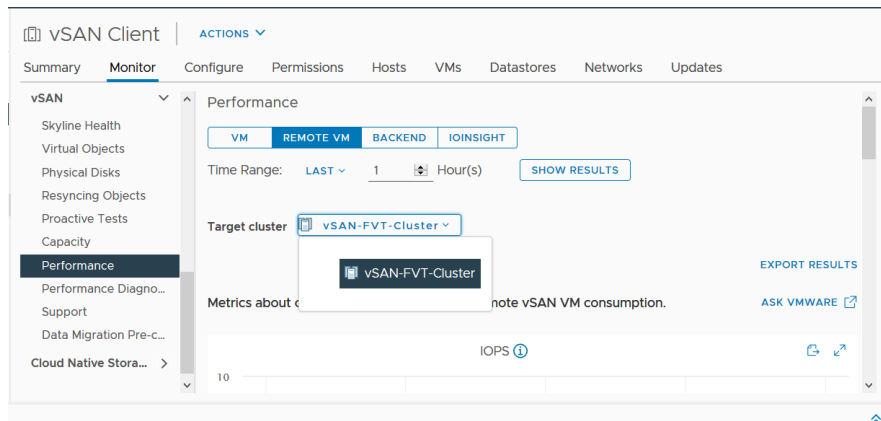 vSAN Client
ACTIONS
Summary Monitor Configure Permissions Hosts VMs Datastores Networks Updates
vSAN
Skyline Health
Virtual Objects
Physical Disks
Resyncing Objects
Proactive Tests
Capacity
Performance
Performance Diagno...
Support
Data Migration Pre-c...
Cloud Native Stora...
Performance
VM REMOTE VM BACKEND IOINSIGHT
Time Range: LAST 1 Hour(s) SHOW RESULTS
Target cluster vSAN-FVT-Cluster
vSAN-FVT-Cluster
EXPORT RESULTS
Metrics about mote vSAN VM consumption. ASK VMWARE
IOPS
10